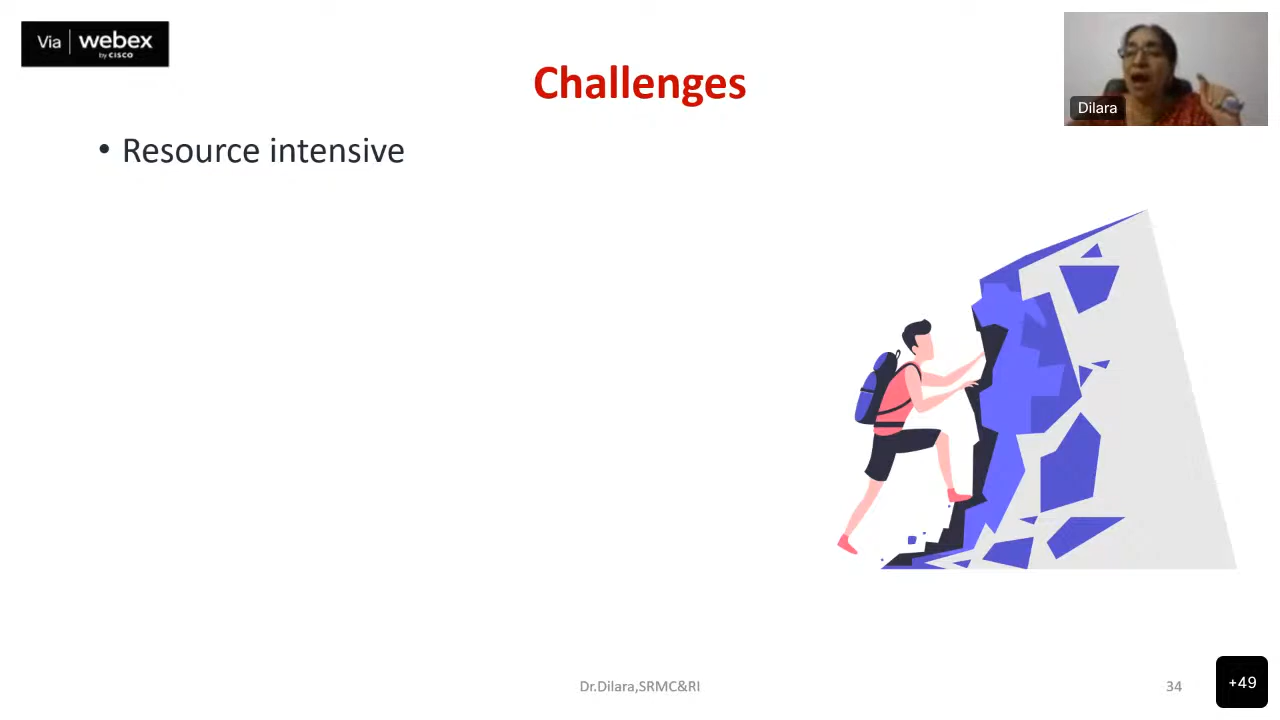 Via | webex
by CISCO
Challenges
Dilara
• Resource intensive
Dr.Dilara,SRMC&RI
34
+49